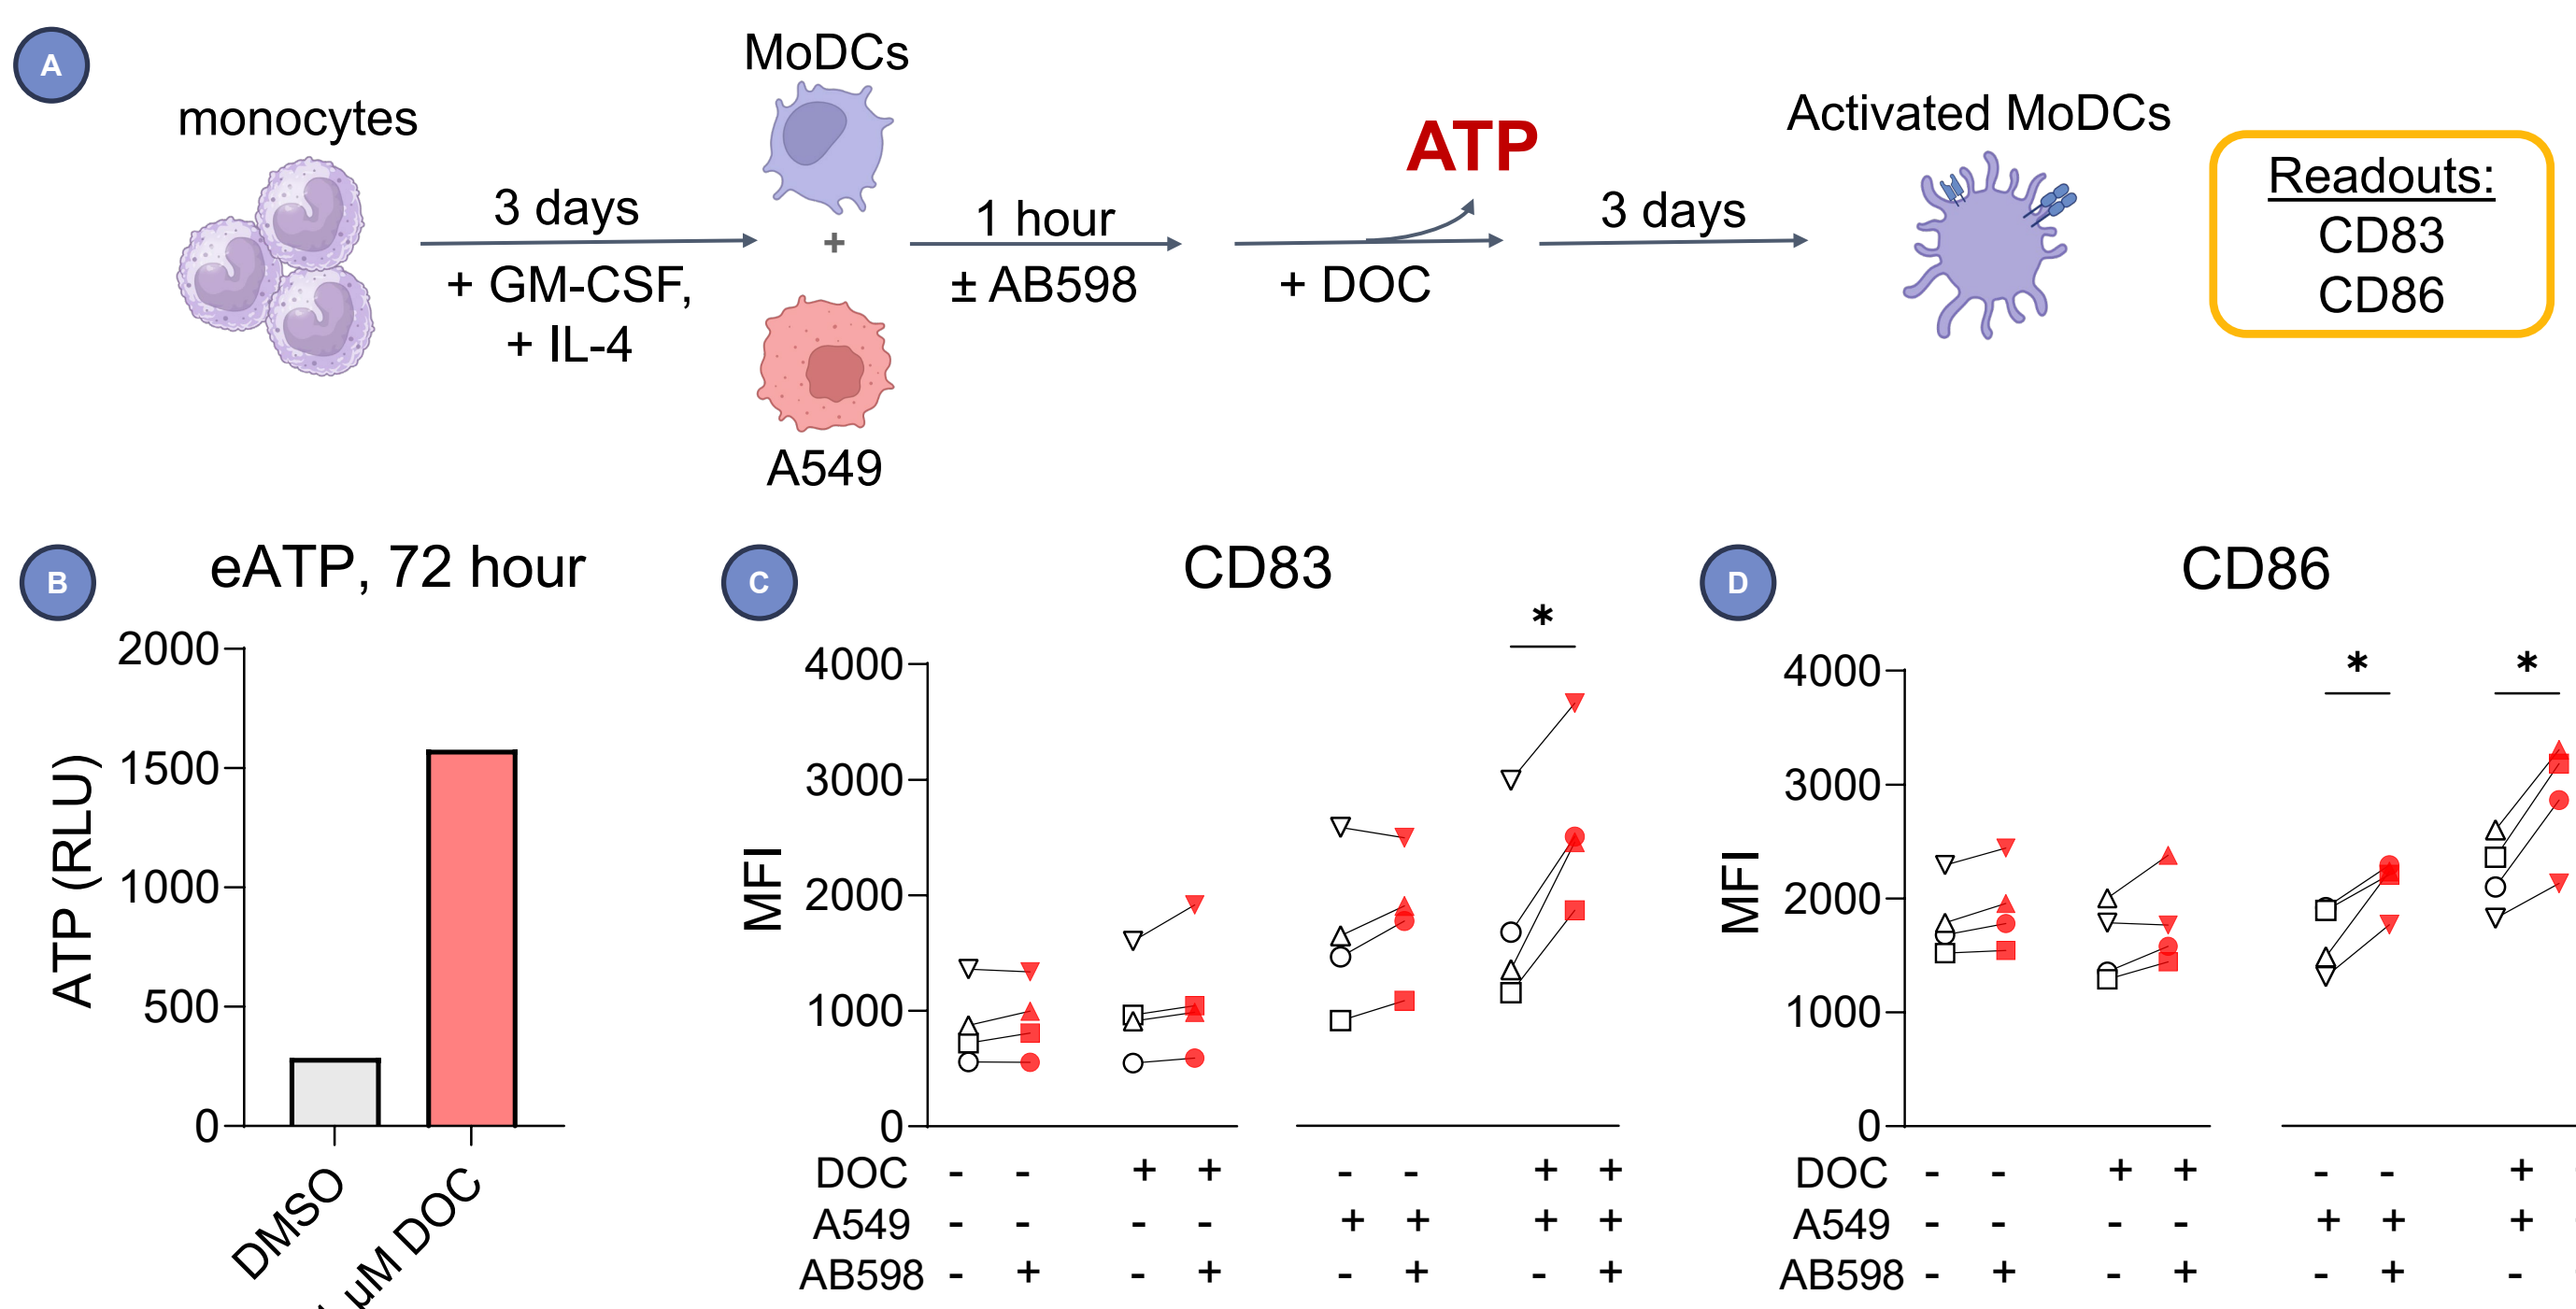 A
monocytes
3 days
+ GM-CSF,
+ IL-4
MoDCs
+
A549
1 hour
± AB598
ATP
+ DOC
3 days
Activated MoDCs
Readouts:
CD83
CD86
B
eATP, 72 hour
ATP (RLU)
2000
1500
1000
500
0
DMSO
µM DOC
C
CD83
MFI
4000
3000
2000
1000
0
*
DOC - - + + - - + +
A549 - - - - + + + +
AB598 - + - + - + - +
D
CD86
MFI
4000
3000
2000
1000
0
* *
DOC - - + + - - +
A549 - - - - + + +
AB598 - + - + - + -